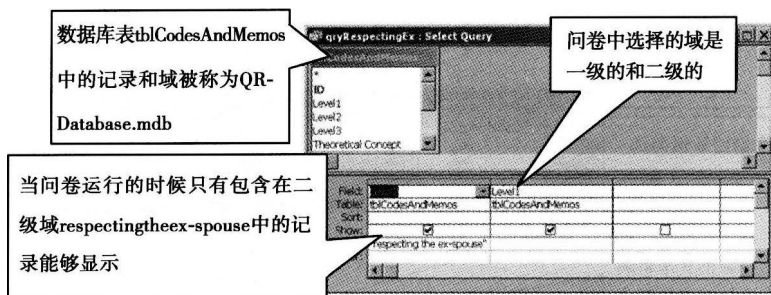 数据库表tblCodesAndMemos
中的记录和域被称为QR-
Database.mdb
qryRespectingEx : Select Query
问卷中选择的域是
一级的和二级的
CodesAndMemos
*
ID
Level1
Level2
Level3
Theoretical Concept
当问卷运行的时候只有包含在二
级域respectingtheex-spouse中的记
录能够显示
Field: Level1
Table: tblCodesAndMemos tblCodesAndMemos
Sort:
Show:
respecting the ex-spouse"